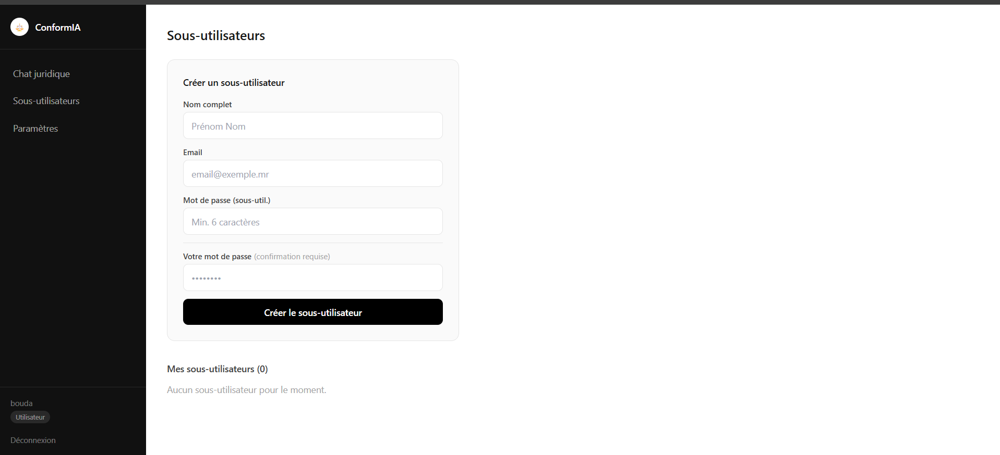 ConformIA
Chat juridique
Sous-utilisateurs
Paramètres
bouda
Utilisateur
Déconnexion
Sous-utilisateurs
Créer un sous-utilisateur
Nom complet
Prénom Nom
Email
email@exemple.mr
Mot de passe (sous-util.)
Min. 6 caractères
Votre mot de passe (confirmation requise)
••••••••
Créer le sous-utilisateur
Mes sous-utilisateurs (0)
Aucun sous-utilisateur pour le moment.